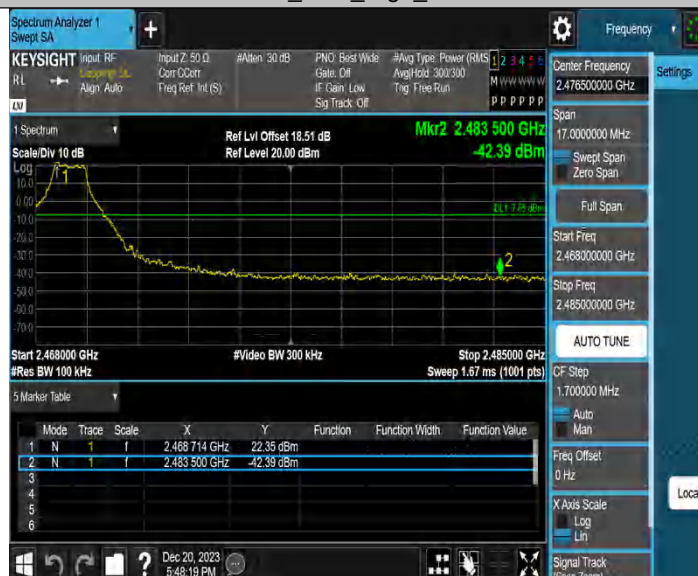 Spectrum Analyzer 1
Swept SA
+
Frequency
Settings
KEYSIGHT
RL
LXI
Input: RF
Align: Auto
Input Z: 50 Ω
Corr CCorr
Freq Ref: Int (S)
#Atten: 30 dB
PNO: Best Wide
Gate: Off
IF Gain: Low
Sig Track: Off
#Avg Type: Power (RMS
Avg|Hold: 300/300
Trig: Free Run
1 2 3 4 5 6
M W W W W W
P P P P P P
1 Spectrum
Scale/Div 10 dB
Ref Lvl Offset 18.51 dB
Ref Level 20.00 dBm
Mkr2 2.483 500 GHz
-42.39 dBm
Log
10.0
0.00
-10.0
-20.0
-30.0
-40.0
-50.0
-60.0
-70.0
1
2
Start 2.468000 GHz
#Video BW 300 kHz
Stop 2.485000 GHz
#Res BW 100 kHz
Sweep 1.67 ms (1001 pts)
5 Marker Table
Mode Trace Scale X Y Function Function Width Function Value
1 N 1 f 2.468 714 GHz 22.35 dBm
2 N 1 f 2.483 500 GHz -42.39 dBm
3
4
5
6
Center Frequency
2.476500000 GHz
Span
17.0000000 MHz
Swept Span
Zero Span
Full Span
Start Freq
2.468000000 GHz
Stop Freq
2.485000000 GHz
AUTO TUNE
CF Step
1.700000 MHz
Auto
Man
Freq Offset
0 Hz
X Axis Scale
Log
Lin
Signal Track
(Span Zoom)
Loca
?
Dec 20, 2023
5:48:19 PM